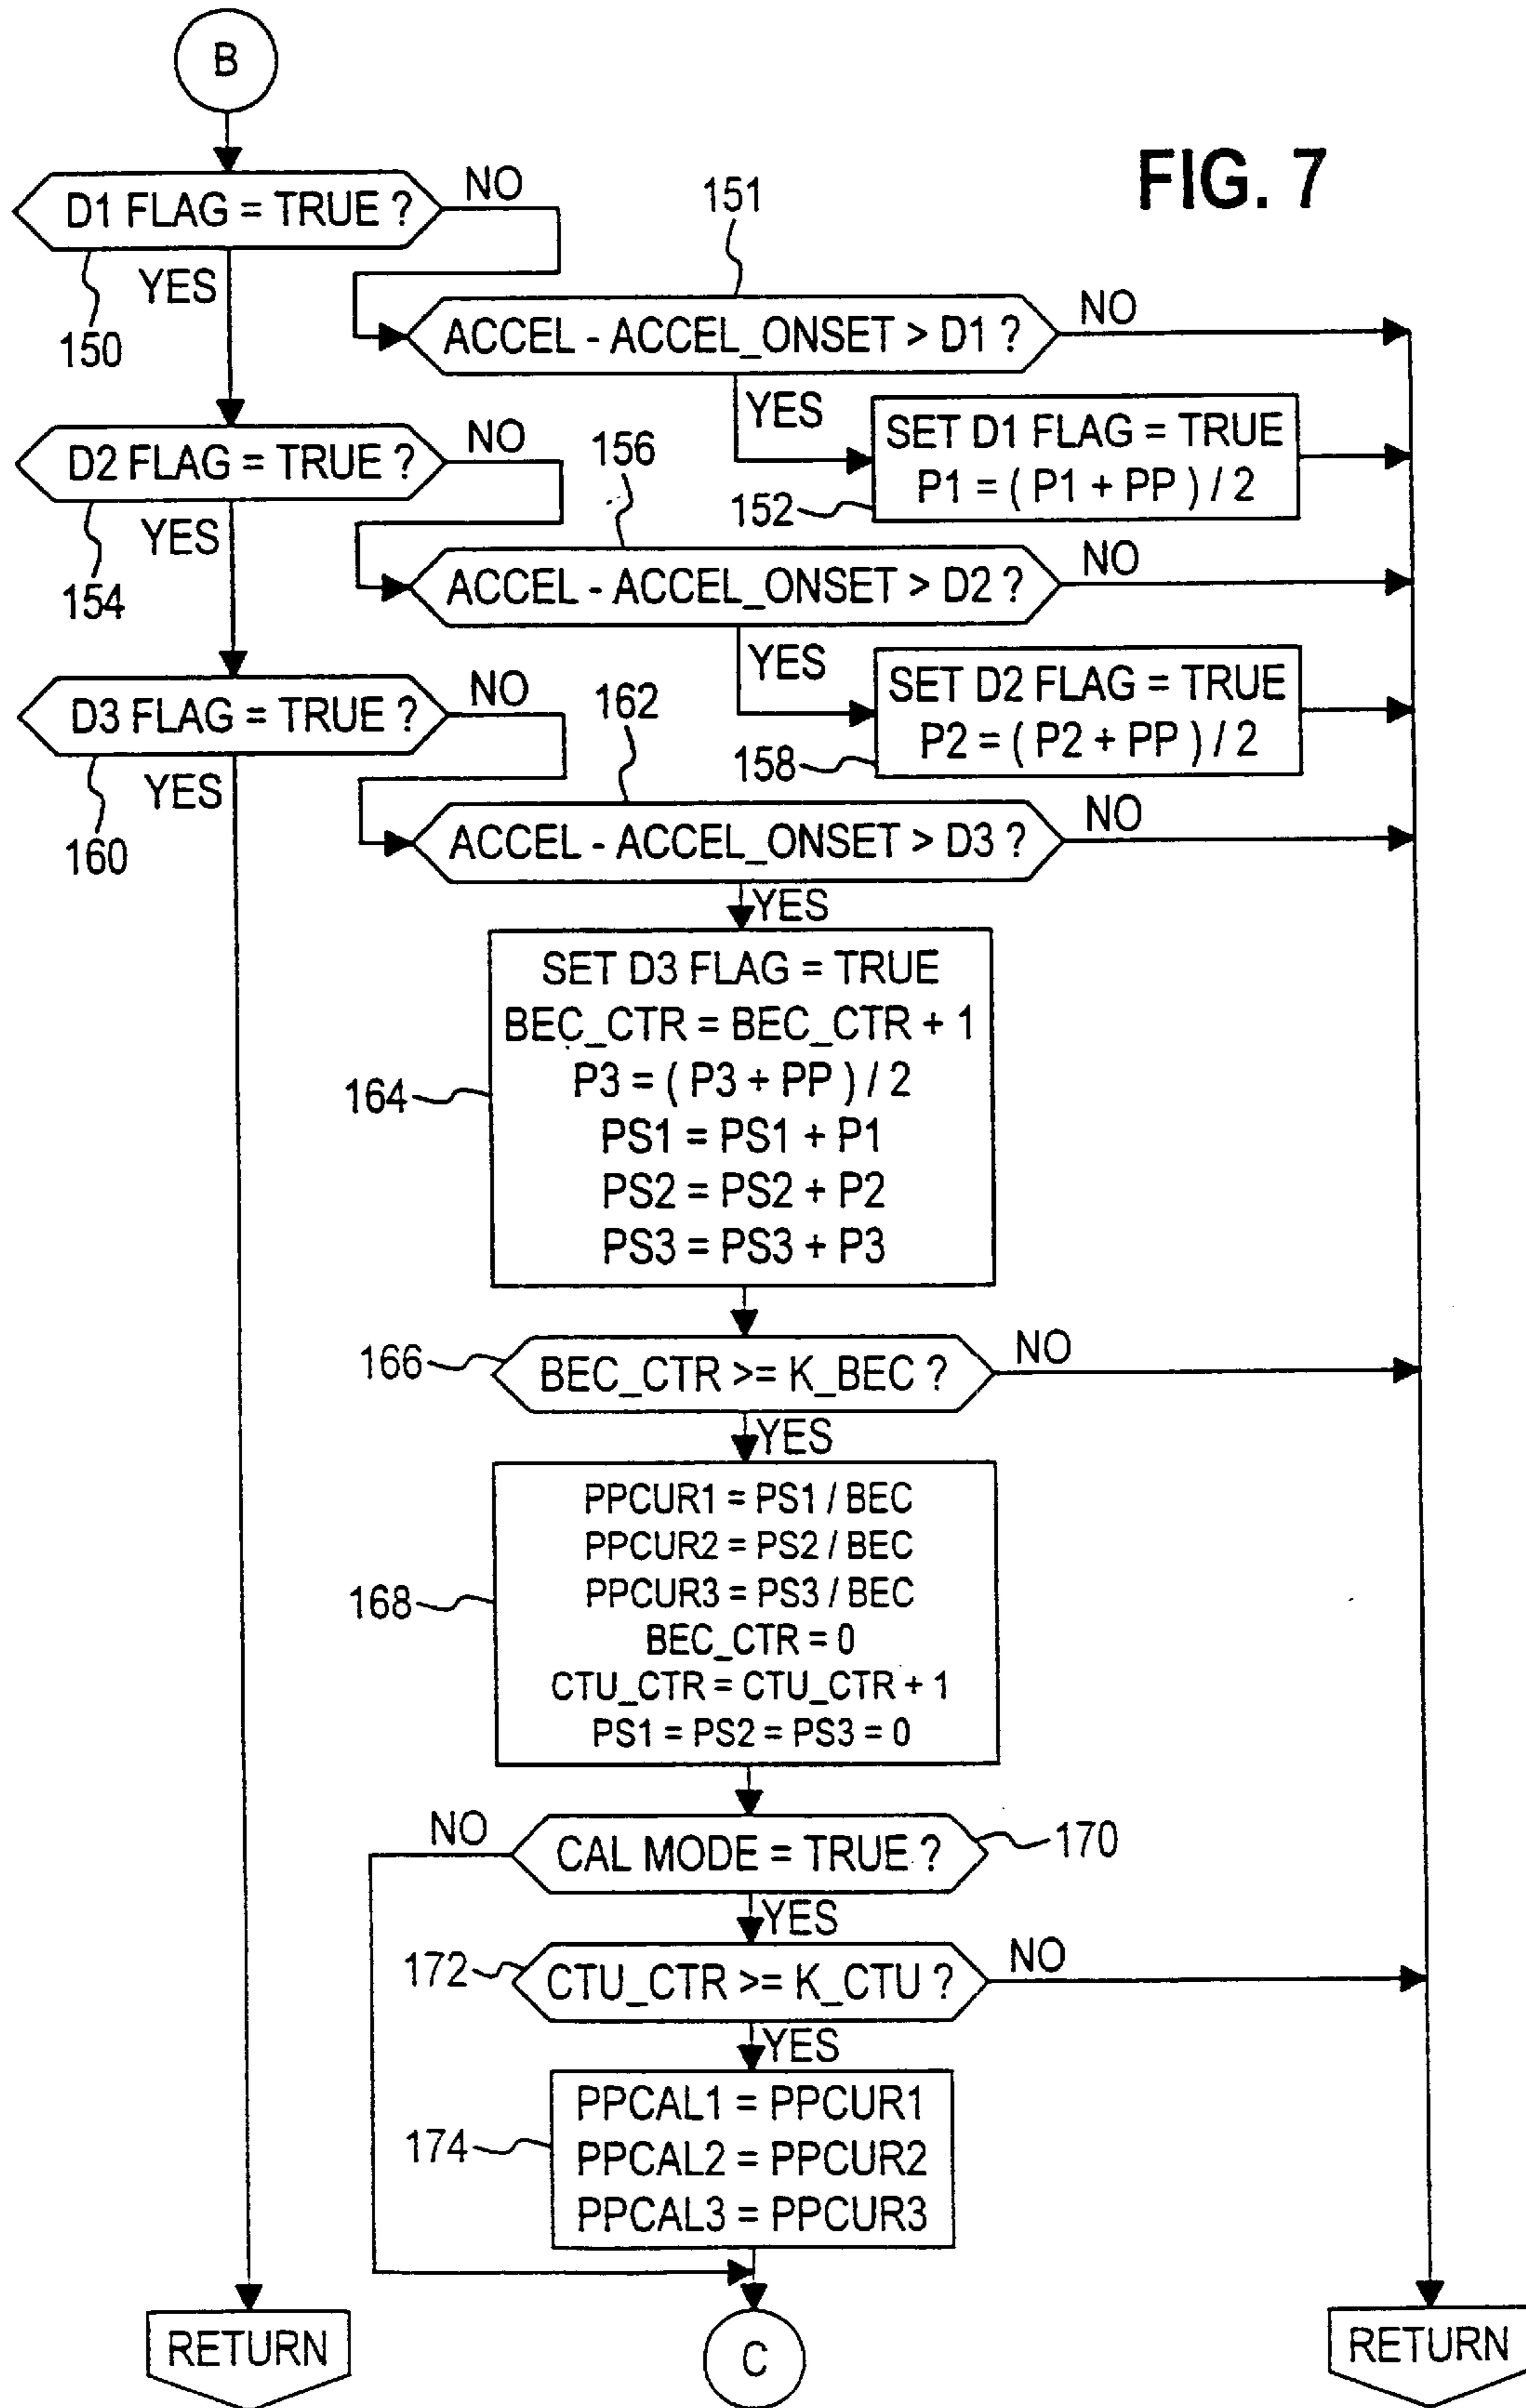 B
FIG. 7
D1 FLAG = TRUE ?
NO
151
YES
150
ACCEL - ACCEL_ONSET > D1 ?
NO
YES
SET D1 FLAG = TRUE
P1 = ( P1 + PP ) / 2
152
D2 FLAG = TRUE ?
NO
156
YES
154
ACCEL - ACCEL_ONSET > D2 ?
NO
YES
SET D2 FLAG = TRUE
P2 = ( P2 + PP ) / 2
158
D3 FLAG = TRUE ?
NO
162
YES
160
ACCEL - ACCEL_ONSET > D3 ?
NO
YES
SET D3 FLAG = TRUE
BEC_CTR = BEC_CTR + 1
P3 = ( P3 + PP ) / 2
PS1 = PS1 + P1
PS2 = PS2 + P2
PS3 = PS3 + P3
164
166
BEC_CTR >= K_BEC ?
NO
YES
PPCUR1 = PS1 / BEC
PPCUR2 = PS2 / BEC
PPCUR3 = PS3 / BEC
BEC_CTR = 0
CTU_CTR = CTU_CTR + 1
PS1 = PS2 = PS3 = 0
168
NO
CAL MODE = TRUE ?
170
YES
172
CTU_CTR >= K_CTU ?
NO
YES
PPCAL1 = PPCUR1
PPCAL2 = PPCUR2
PPCAL3 = PPCUR3
174
RETURN
C
RETURN